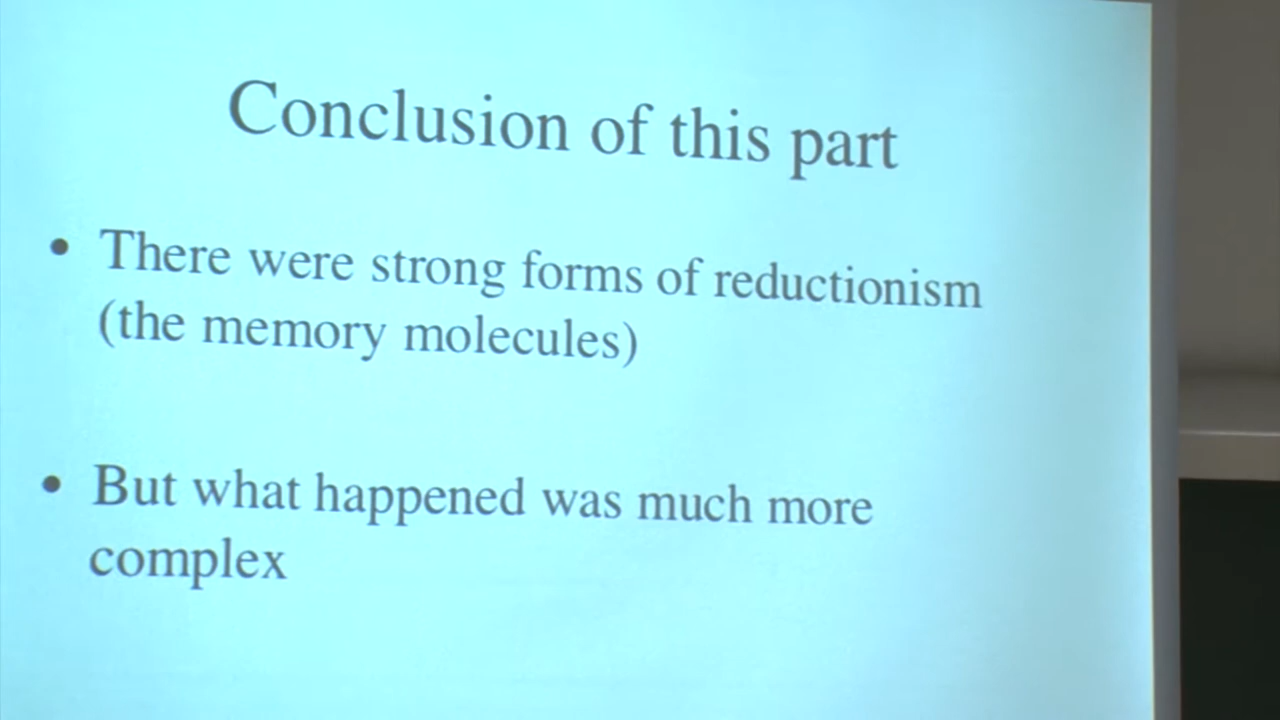 Conclusion of this part
• There were strong forms of reductionism
(the memory molecules)
• But what happened was much more
complex